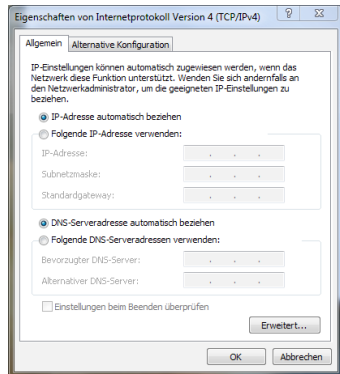 Eigenschaften von Internetprotokoll Version 4 (TCP/IPv4)
Allgemein
Alternative Konfiguration
IP-Einstellungen können automatisch zugewiesen werden, wenn das
Netzwerk diese Funktion unterstützt. Wenden Sie sich andernfalls an
den Netzwerkadministrator, um die geeigneten IP-Einstellungen zu
beziehen.
IP-Adresse automatisch beziehen
Folgende IP-Adresse verwenden:
IP-Adresse:
Subnetzmaske:
Standardgateway:
DNS-Serveradresse automatisch beziehen
Folgende DNS-Serveradressen verwenden:
Bevorzugter DNS-Server:
Alternativer DNS-Server:
Einstellungen beim Beenden überprüfen
Erweitert...
OK
Abbrechen